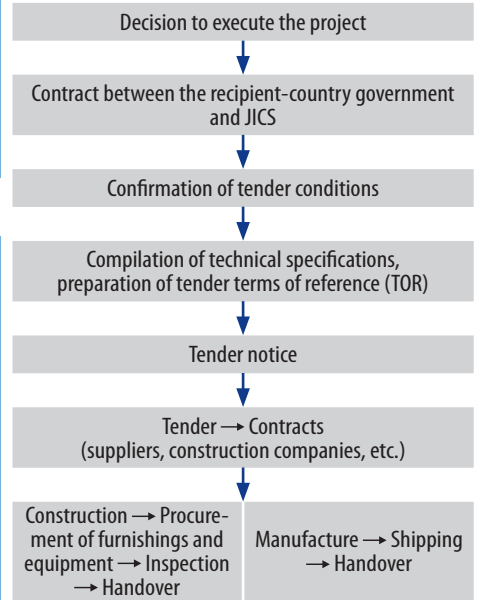 Decision to execute the project
Contract between the recipient-country government
and JICS
Confirmation of tender conditions
Compilation of technical specifications,
preparation of tender terms of reference (TOR)
Tender notice
Tender → Contracts
(suppliers, construction companies, etc.)
Construction → Procure-
ment of furnishings and
equipment → Inspection
→ Handover
Manufacture → Shipping
→ Handover